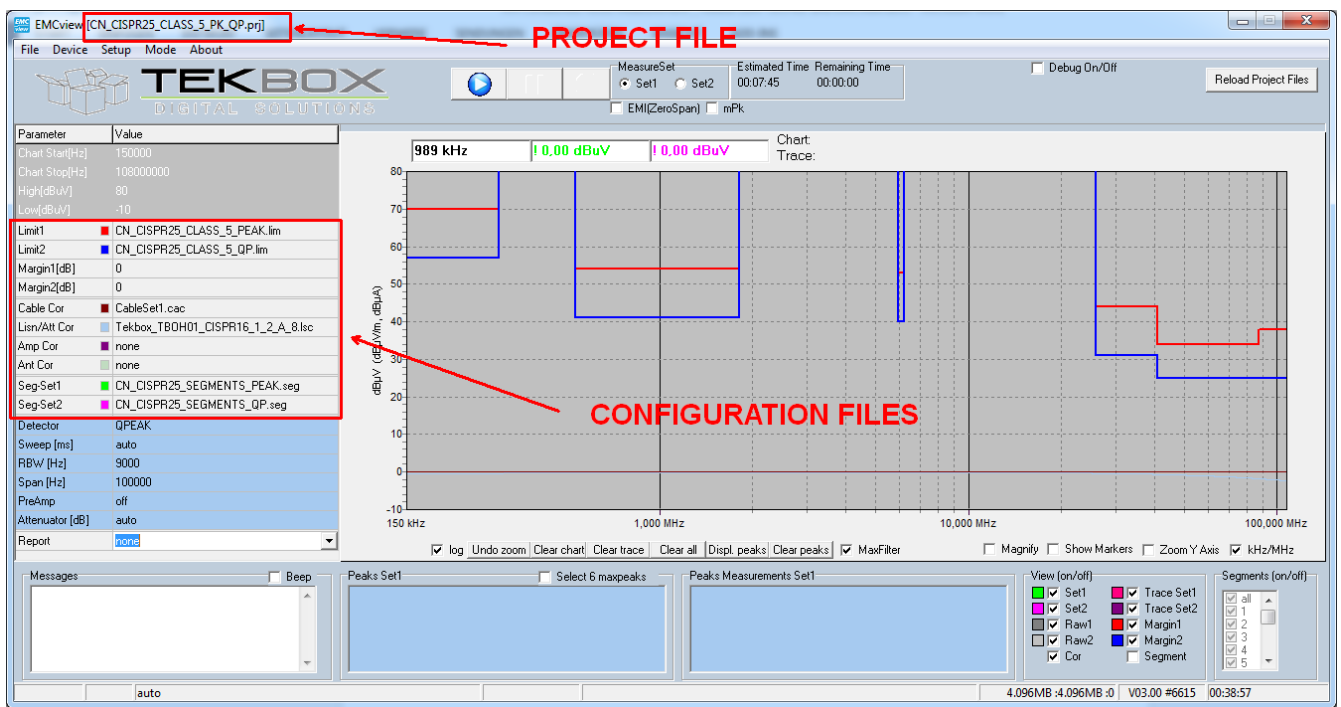 EMC view EMCview [CN_CISPR25_CLASS_5_PK_QP.prj]
PROJECT FILE
File Device Setup Mode About
TEKBOX
DIGITAL SOLUTIONS
MeasureSet
Set1 Set2
Estimated Time Remaining Time
00:07:45 00:00:00
EMI(ZeroSpan) mPk
Debug On/Off
Reload Project Files
Parameter Value
Chart Start[Hz] 150000
Chart Stop[Hz] 108000000
High[dBuV] 80
Low[dBuV] -10
Limit1 CN_CISPR25_CLASS_5_PEAK.lim
Limit2 CN_CISPR25_CLASS_5_QP.lim
Margin1[dB] 0
Margin2[dB] 0
Cable Cor CableSet1.cac
Lisn/Att Cor Tekbox_TBOH01_CISPR16_1_2_A_8.lsc
Amp Cor none
Ant Cor none
Seg-Set1 CN_CISPR25_SEGMENTS_PEAK.seg
Seg-Set2 CN_CISPR25_SEGMENTS_QP.seg
Detector QPEAK
Sweep [ms] auto
RBW [Hz] 9000
Span [Hz] 100000
PreAmp off
Attenuator [dB] auto
Report none
989 kHz ! 0,00 dBuV ! 0,00 dBuV
Chart:
Trace:
dBµV (dBµV/m, dBµA)
80
70
60
50
40
30
20
10
0
-10
CONFIGURATION FILES
150 kHz 1,000 MHz 10,000 MHz 100,000 MHz
log Undo zoom Clear chart Clear trace Clear all Displ. peaks Clear peaks MaxFilter Magnify Show Markers Zoom Y Axis kHz/MHz
Messages Beep
Peaks Set1 Select 6 maxpeaks
Peaks Measurements Set1
View (on/off)
Set1 Trace Set1
Set2 Trace Set2
Raw1 Margin1
Raw2 Margin2
Cor Segment
Segments (on/off)
all
1
2
3
4
5
auto
4.096MB :4.096MB :0 V03.00 #6615 00:38:57